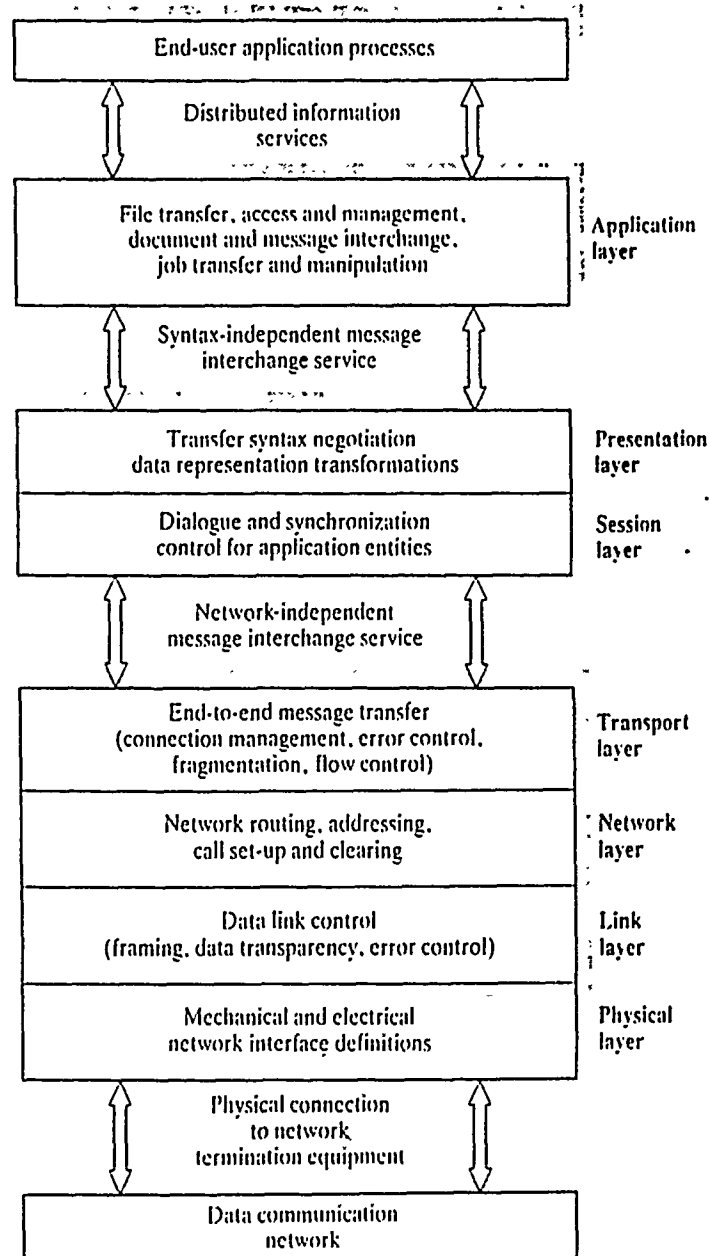 End-user application processes
Distributed information
services
File transfer, access and management,
document and message interchange,
job transfer and manipulation
Application
layer
Syntax-independent message
interchange service
Transfer syntax negotiation
data representation transformations
Presentation
layer
Dialogue and synchronization
control for application entities
Session
layer
Network-independent
message interchange service
End-to-end message transfer
(connection management, error control,
fragmentation, flow control)
Transport
layer
Network routing, addressing,
call set-up and clearing
Network
layer
Data link control
(framing, data transparency, error control)
Link
layer
Mechanical and electrical
network interface definitions
Physical
layer
Physical connection
to network
termination equipment
Data communication
network